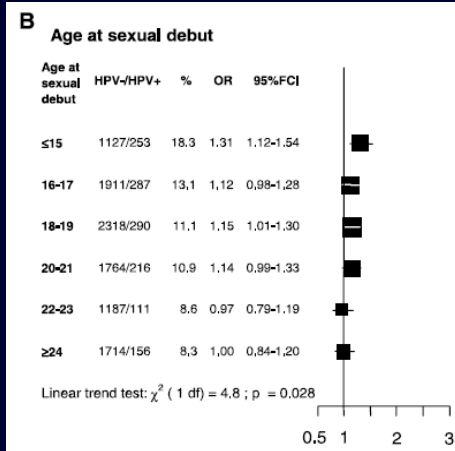 B
Age at sexual debut
Age at
sexual HPV-/HPV+ % OR 95%FCI
debut
≤15 1127/253 18.3 1.31 1.12-1.54
16-17 1911/287 13,1 1,12 0,98-1,28
18-19 2318/290 11.1 1.15 1.01-1.30
20-21 1764/216 10,9 1,14 0.99-1.33
22-23 1187/111 8.6 0.97 0.79-1.19
≥24 1714/156 8,3 1,00 0,84-1,20
Linear trend test: χ² ( 1 df) = 4.8 ; p = 0.028
0.5 1 2 3